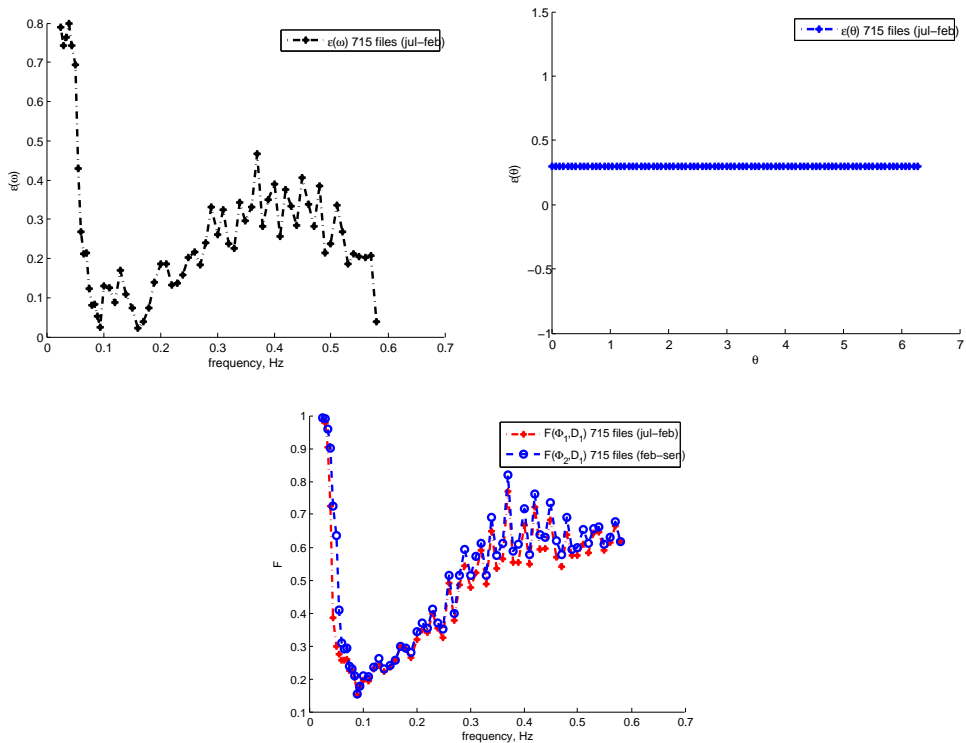 0.8
0.7
0.6
0.5
0.4
0.3
0.2
0.1
0
ε(ω)
ε(ω) 715 files (jul−feb)
0 0.1 0.2 0.3 0.4 0.5 0.6 0.7
frequency, Hz
1.5
1
0.5
0
−0.5
−1
ε(θ)
ε(θ) 715 files (jul−feb)
0 1 2 3 4 5 6 7
θ
1
0.9
0.8
0.7
0.6
0.5
0.4
0.3
0.2
0.1
F
F(Φ1,D1) 715 files (jul−feb)
F(Φ2,D1) 715 files (feb−sen)
0 0.1 0.2 0.3 0.4 0.5 0.6 0.7
frequency, Hz